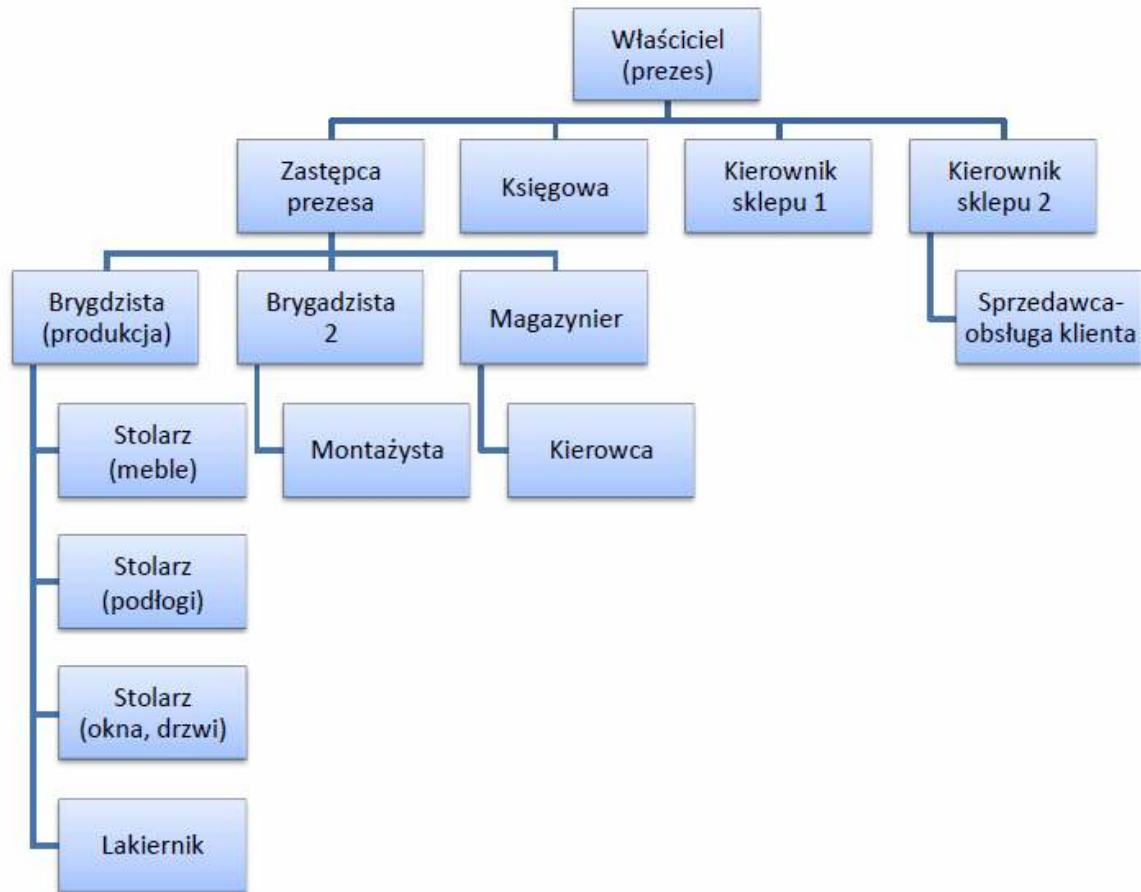 Właściciel
(prezes)
Zastępca
prezesa
Księgowa
Kierownik
sklepu 1
Kierownik
sklepu 2
Brygdzista
(produkcja)
Brygadzista
2
Magazynier
Sprzedawca-
obsługa klienta
Stolarz
(meble)
Montażysta
Kierowca
Stolarz
(podłogi)
Stolarz
(okna, drzwi)
Lakiernik